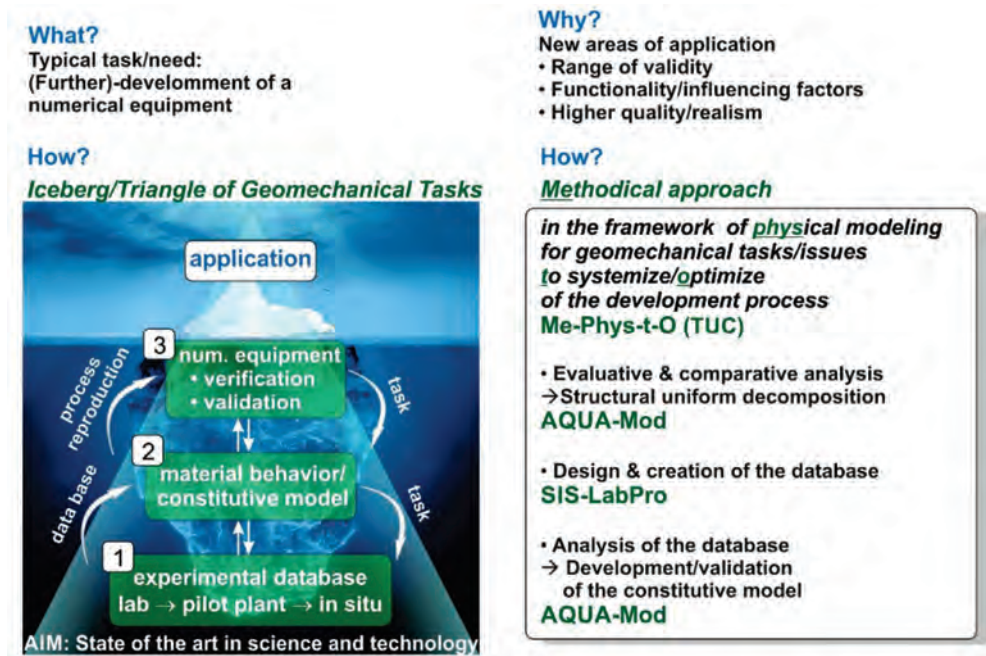 What?
Typical task/need:
(Further)-develomment of a
numerical equipment
How?
Iceberg/Triangle of Geomechanical Tasks
application
3
num. equipment
• verification
• validation
process
reproduction
task
2
material behavior/
constitutive model
data base
task
1
experimental database
lab → pilot plant → in situ
AIM: State of the art in science and technology
Why?
New areas of application
• Range of validity
• Functionality/influencing factors
• Higher quality/realism
How?
Methodical approach
in the framework of physical modeling
for geomechanical tasks/issues
to systemize/optimize
of the development process
Me-Phys-t-O (TUC)
• Evaluative & comparative analysis
→Structural uniform decomposition
AQUA-Mod
• Design & creation of the database
SIS-LabPro
• Analysis of the database
→ Development/validation
of the constitutive model
AQUA-Mod